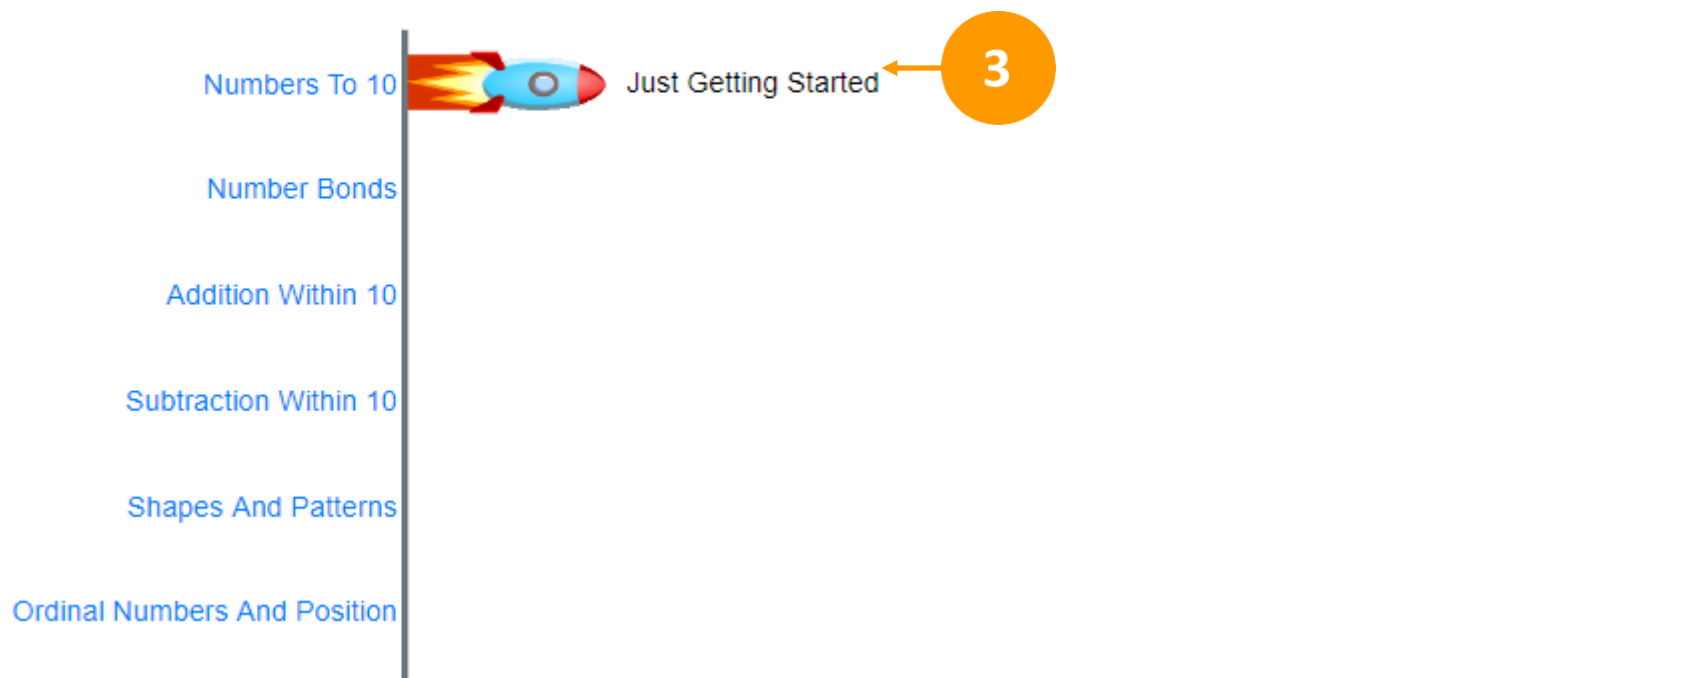 Numbers To 10
Just Getting Started
3
Number Bonds
Addition Within 10
Subtraction Within 10
Shapes And Patterns
Ordinal Numbers And Position